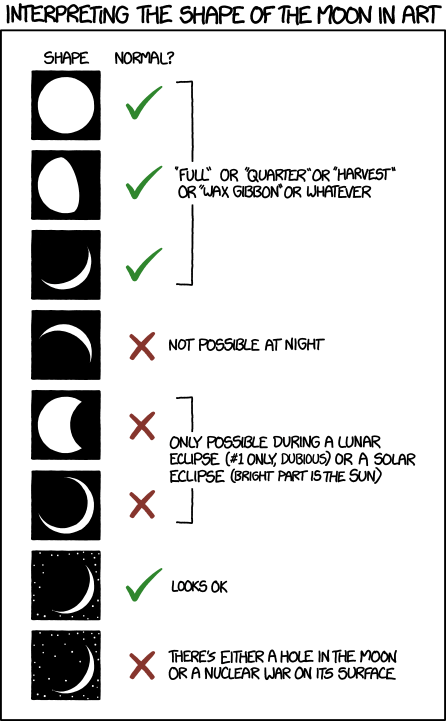 INTERPRETING THE SHAPE OF THE MOON IN ART
SHAPE NORMAL?
"FULL" OR "QUARTER" OR "HARVEST"
OR "WAX GIBBON" OR WHATEVER
NOT POSSIBLE AT NIGHT
ONLY POSSIBLE DURING A LUNAR
ECLIPSE (#1 ONLY, DUBIOUS) OR A SOLAR
ECLIPSE (BRIGHT PART IS THE SUN)
LOOKS OK
THERE'S EITHER A HOLE IN THE MOON
OR A NUCLEAR WAR ON ITS SURFACE